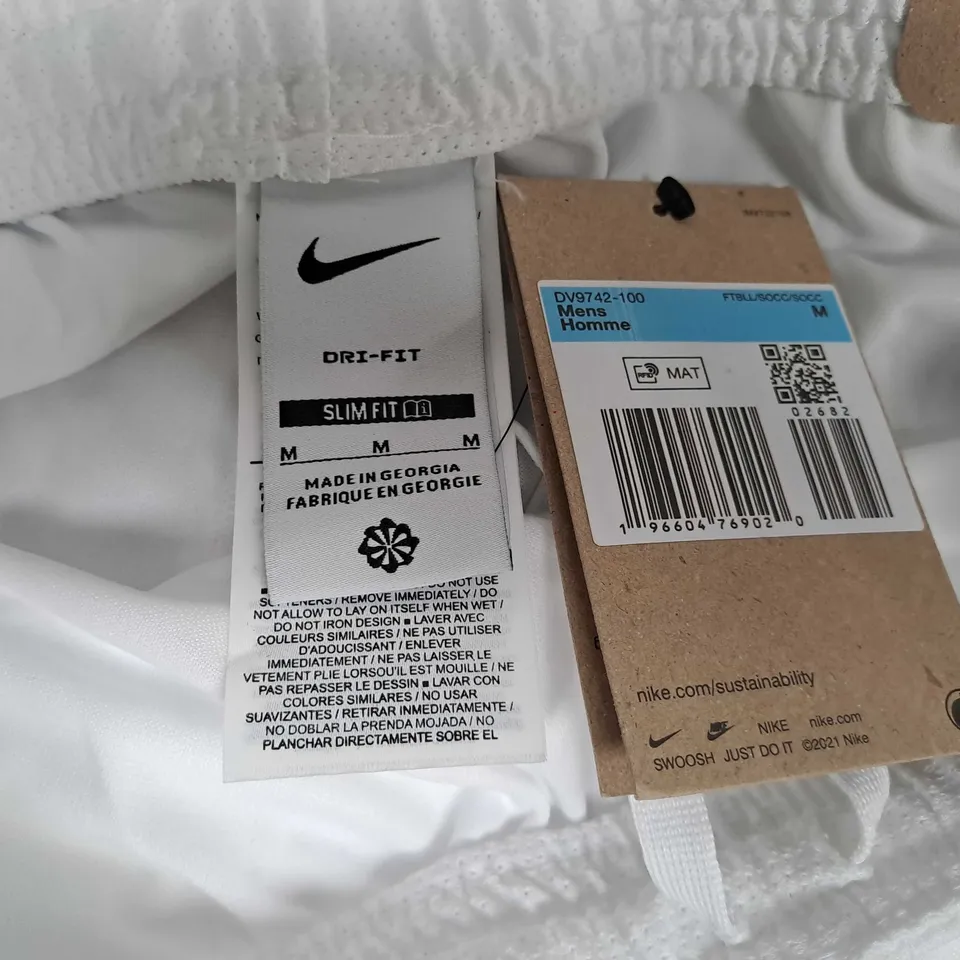 DRI-FIT
SLIM FIT
M M M
MADE IN GEORGIA
FABRIQUE EN GEORGIE
DO NOT USE
SOFTENERS / REMOVE IMMEDIATELY / DO
NOT ALLOW TO LAY ON ITSELF WHEN WET /
DO NOT IRON DESIGN ■ LAVER AVEC
COULEURS SIMILAIRES / NE PAS UTILISER
D'ADOUCISSANT / ENLEVER
IMMEDIATEMENT / NE PAS LAISSER LE
VETEMENT PLIE LORSQU'IL EST MOUILLE / NE
PAS REPASSER LE DESSIN ■ LAVAR CON
COLORES SIMILARES / NO USAR
SUAVIZANTES / RETIRAR INMEDIATAMENTE /
NO DOBLAR LA PRENDA MOJADA / NO
PLANCHAR DIRECTAMENTE SOBRE EL
DV9742-100 FTBLL/SOCC/SOCC
Mens M
Homme
RFID MAT
02682
1 96604 76902 0
nike.com/sustainability
NIKE nike.com
SWOOSH JUST DO IT ©2021 Nike